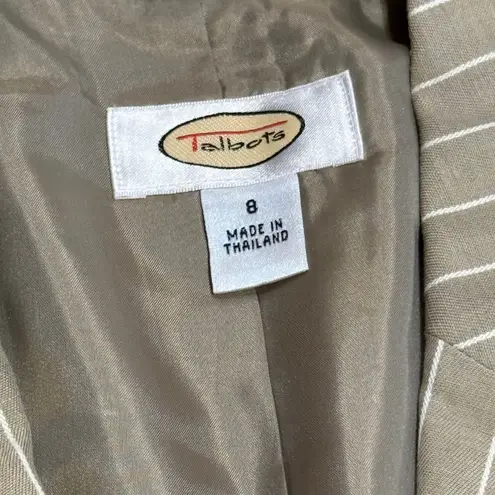 Talbots
8
MADE IN
THAILAND